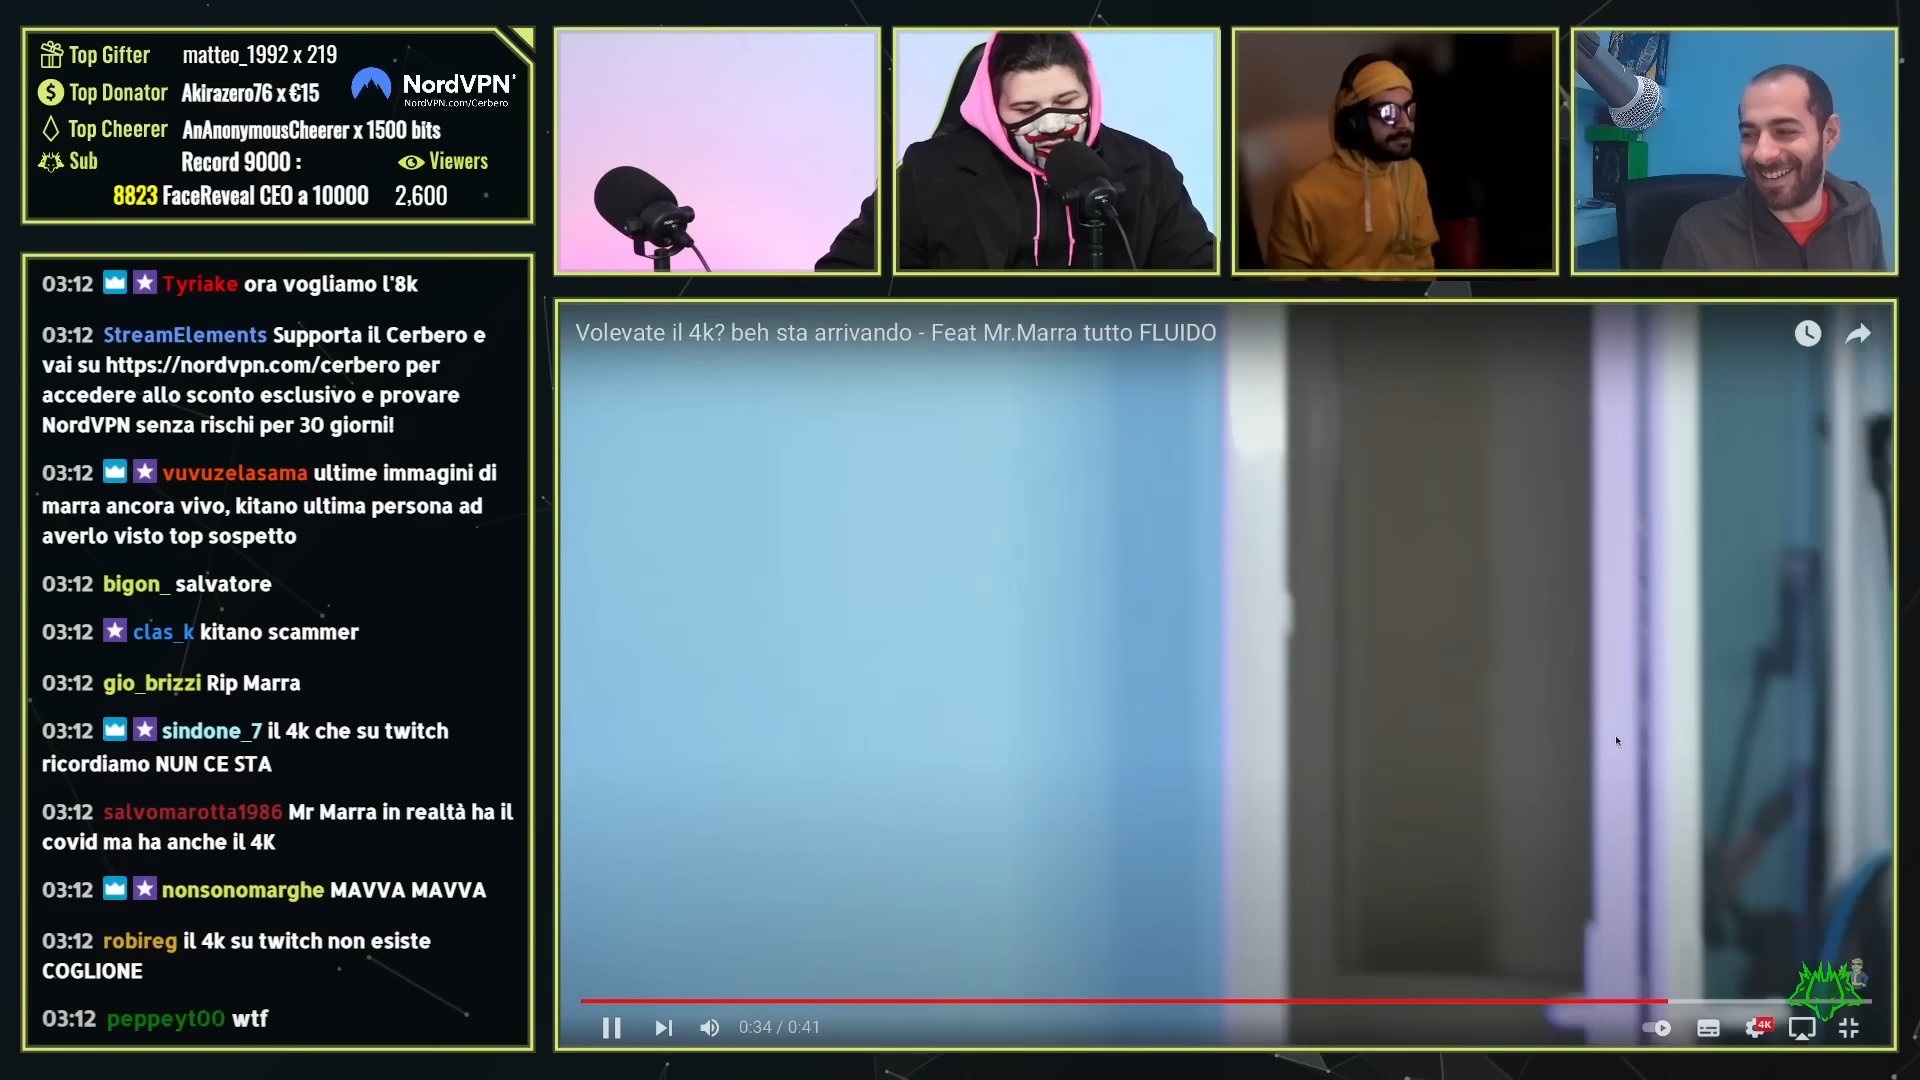 Top Gifter matteo_1992 x 219
Top Donator Akirazero76 x €15
NordVPN
NordVPN.com/Cerbero
Top Cheerer AnAnonymousCheerer x 1500 bits
Sub Record 9000 : Viewers
8823 FaceReveal CEO a 10000 2,600
03:12 Tyriake ora vogliamo l'8k
03:12 StreamElements Supporta il Cerbero e
vai su https://nordvpn.com/cerbero per
accedere allo sconto esclusivo e provare
NordVPN senza rischi per 30 giorni!
03:12 vuvuzelasama ultime immagini di
marra ancora vivo, kitano ultima persona ad
averlo visto top sospetto
03:12 bigon_ salvatore
03:12 clas_k kitano scammer
03:12 gio_brizzi Rip Marra
03:12 sindone_7 il 4k che su twitch
ricordiamo NUN CE STA
03:12 salvomarotta1986 Mr Marra in realtà ha il
covid ma ha anche il 4K
03:12 nonsonomarghe MAVVA MAVVA
03:12 robireg il 4k su twitch non esiste
COGLIONE
03:12 peppeyt00 wtf
Volevate il 4k? beh sta arrivando - Feat Mr.Marra tutto FLUIDO
0:34 / 0:41
4K